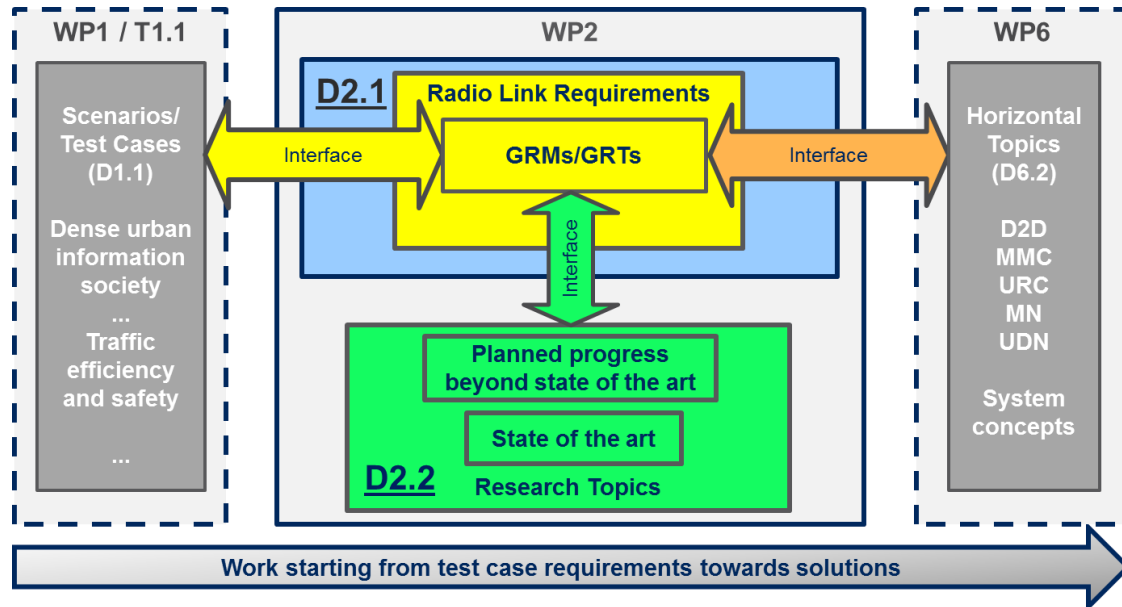 WP1 / T1.1
Scenarios/
Test Cases
(D1.1)
Dense urban
information
society
...
Traffic
efficiency
and safety
...
Interface
WP2
D2.1
Radio Link Requirements
GRMs/GRTs
Interface
Interface
Planned progress
beyond state of the art
State of the art
D2.2
Research Topics
WP6
Horizontal
Topics
(D6.2)
D2D
MMC
URC
MN
UDN
System
concepts
Work starting from test case requirements towards solutions